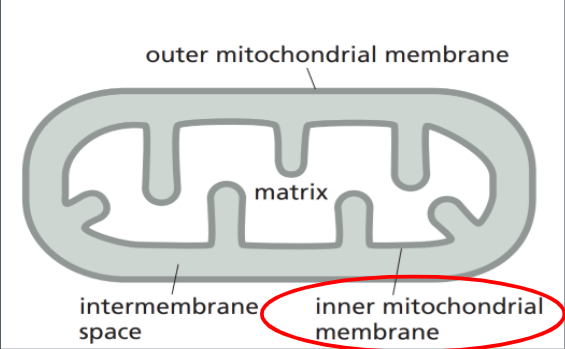 outer mitochondrial membrane
matrix
intermembrane
space
inner mitochondrial
membrane